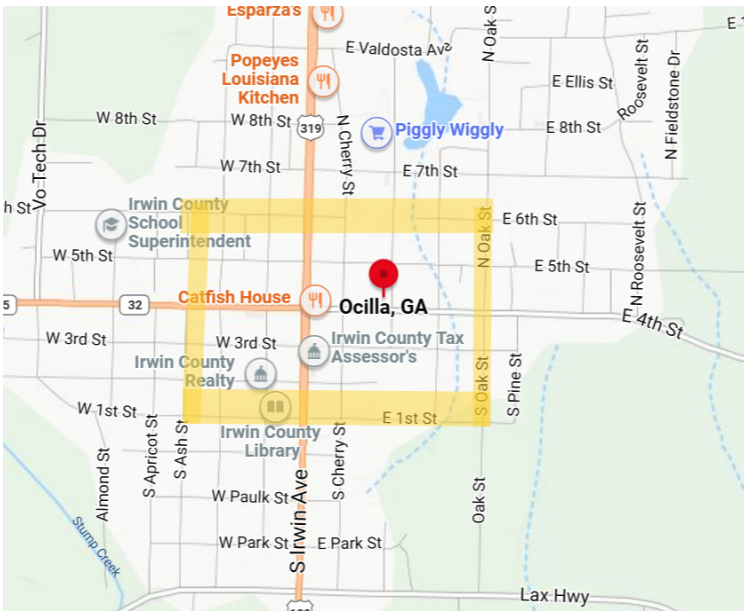 Esparza's
E Valdosta Ave
N Oak S
E 1
Popeyes
Louisiana
Kitchen
E Ellis St
Roosevelt St
N Fieldstone Dr
W 8th St
W 8th St
319
N Cherry St
Piggly Wiggly
E 8th St
Vo Tech Dr
W 7th St
E 7th St
h St
Irwin County
School
Superintendent
N Oak St
E 6th St
N Roosevelt St
W 5th St
E 5th St
5
32
Catfish House
Ocilla, GA
E 4th St
W 3rd St
W 3rd St
Irwin County Tax
Assessor's
Irwin County
Realty
S Oak St
S Pine St
W 1st St
E 1st St
Irwin County
Library
Almond St
S Apricot St
S Ash St
S Cherry St
S Irwin Ave
W Paulk St
Oak St
Stump Creek
W Park St
E Park St
Lax Hwy